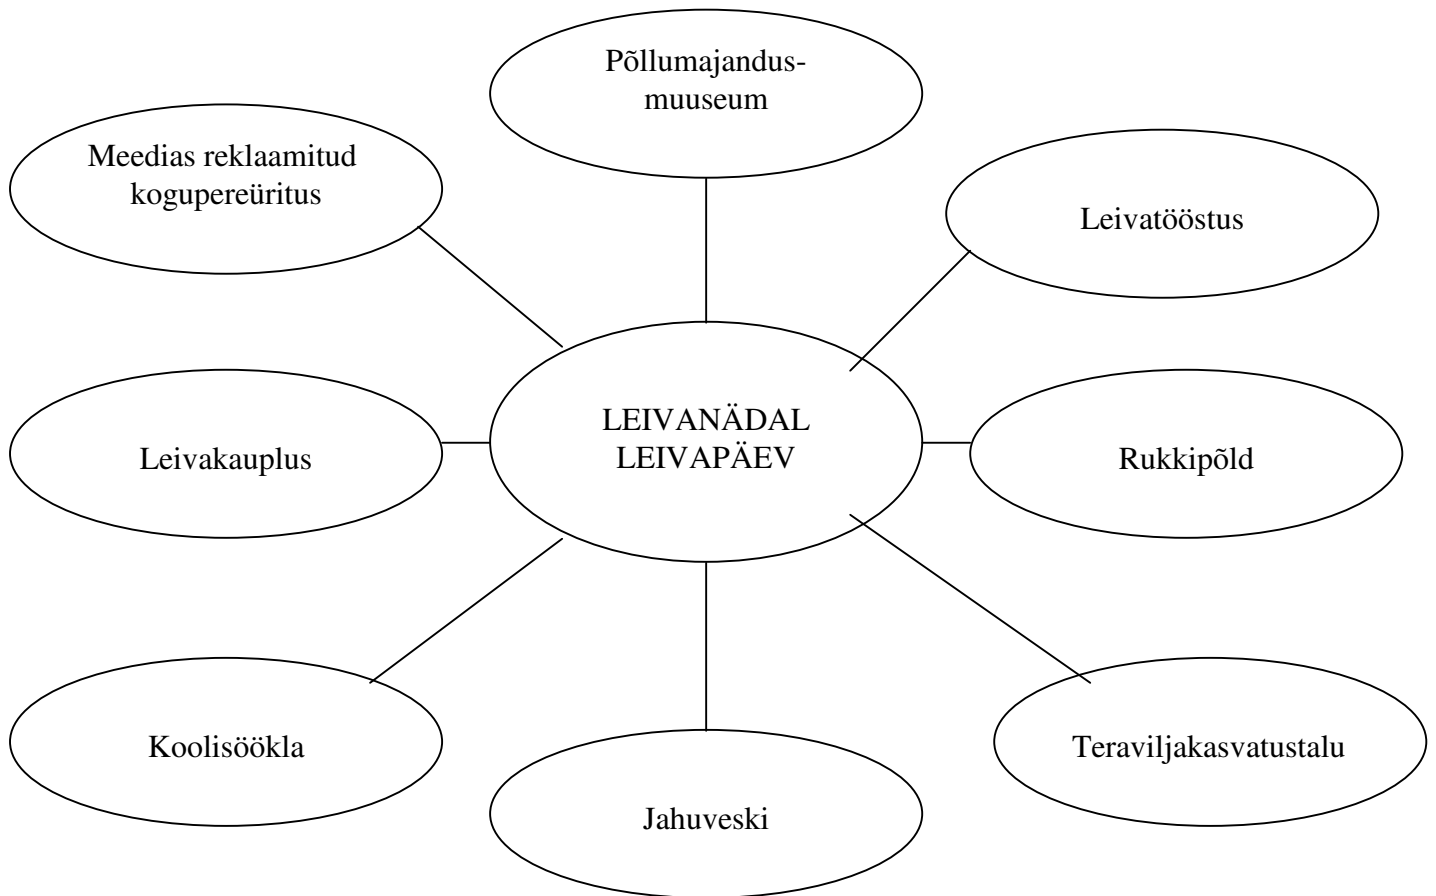 Põllumajandus-
muuseum
Meedias reklaamitud
kogupereüritus
Leivatööstus
LEIVANÄDAL
LEIVAPÄEV
Leivakauplus
Rukkipõld
Koolisöökla
Teraviljakasvatustalu
Jahuveski